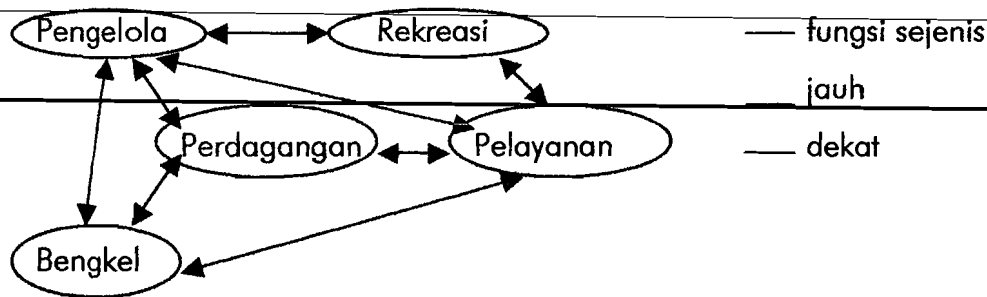 Pengelola Rekreasi — fungsi sejenis
jauh
Perdagangan Pelayanan — dekat
Bengkel